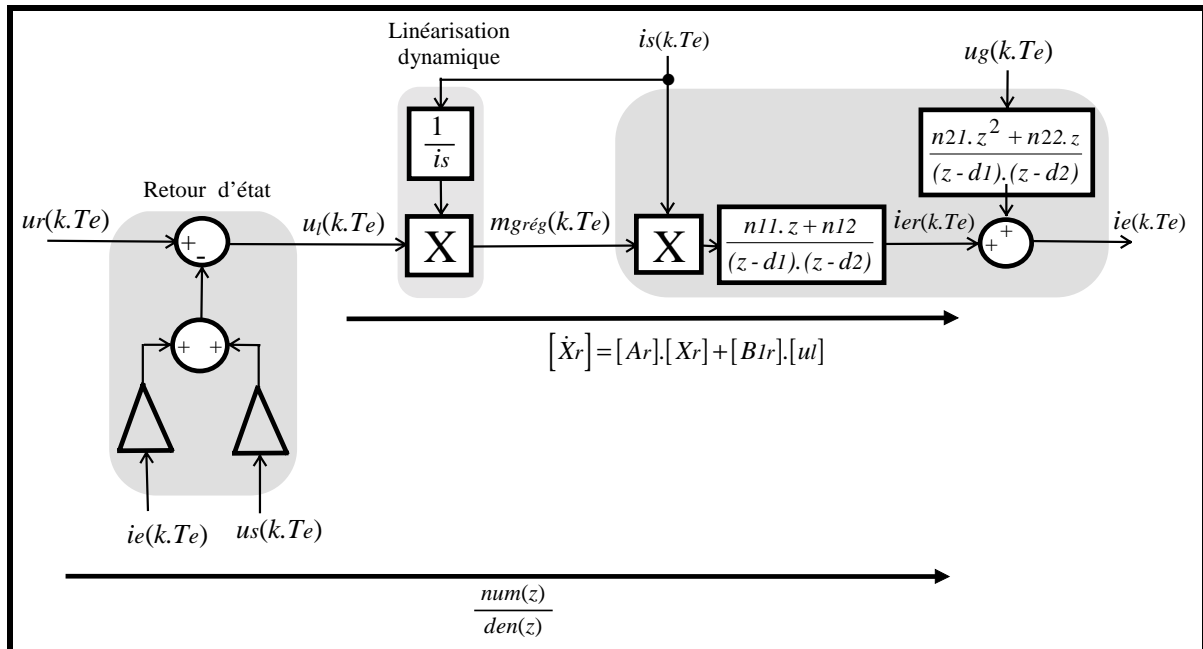 Linéarisation
dynamique
is(k.Te)
ug(k.Te)
1
is
n21.z² + n22.z
(z - d1).(z - d2)
Retour d'état
ur(k.Te)
+
-
ul(k.Te)
X
mgrég(k.Te)
X
n11.z + n12
(z - d1).(z - d2)
ier(k.Te)
+ +
ie(k.Te)
+ +
[Ẋr] = [Ar].[Xr] + [B1r].[ul]
ie(k.Te)
us(k.Te)
num(z)
den(z)